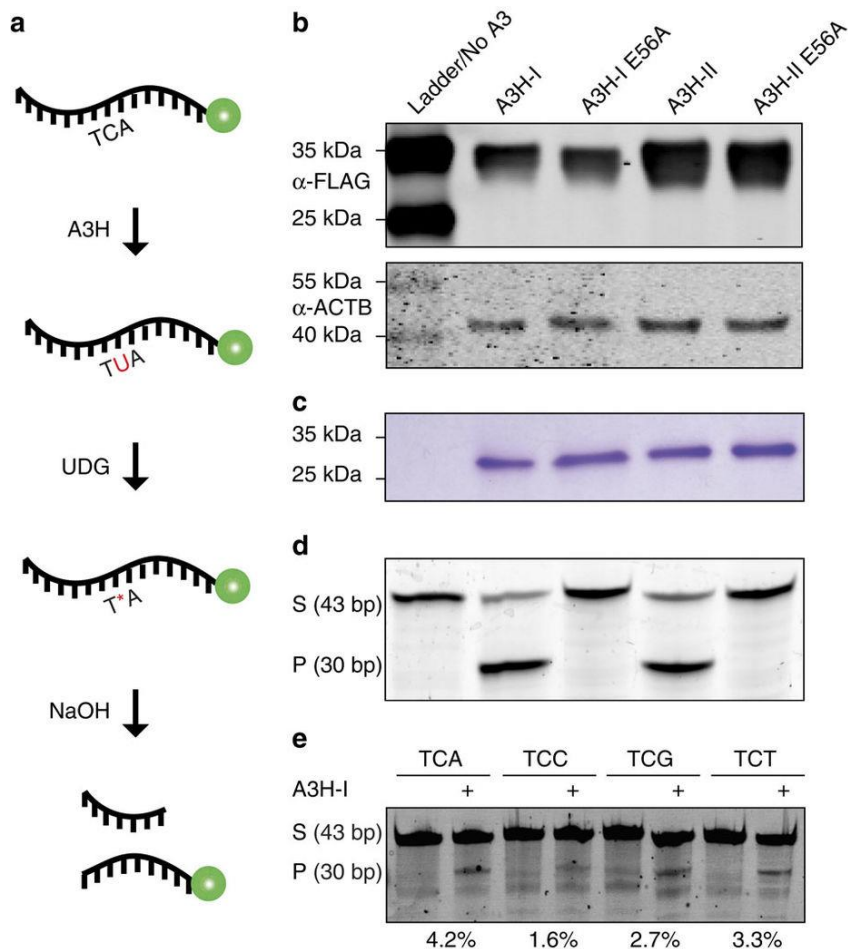 a
TCA
A3H
TUA
UDG
T*A
NaOH
b
Ladder/No A3
A3H-I
A3H-I E56A
A3H-II
A3H-II E56A
35 kDa
α-FLAG
25 kDa
55 kDa
α-ACTB
40 kDa
c
35 kDa
25 kDa
d
S (43 bp)
P (30 bp)
e
TCA TCC TCG TCT
A3H-I + + + +
S (43 bp)
P (30 bp)
4.2% 1.6% 2.7% 3.3%